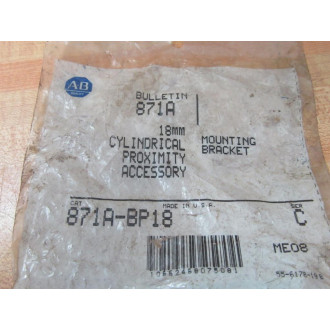 AB
BULLETIN
871A
18mm
CYLINDRICAL MOUNTING
PROXIMITY BRACKET
ACCESSORY
CAT MADE IN U.S.A. SER
871A-BP18 C
ME08